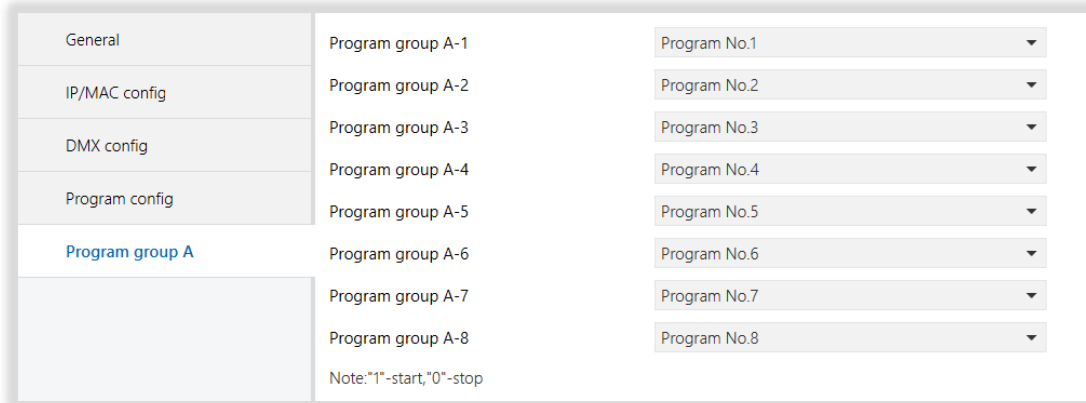 General
IP/MAC config
DMX config
Program config
Program group A
Program group A-1 Program No.1
Program group A-2 Program No.2
Program group A-3 Program No.3
Program group A-4 Program No.4
Program group A-5 Program No.5
Program group A-6 Program No.6
Program group A-7 Program No.7
Program group A-8 Program No.8
Note:"1"-start,"0"-stop